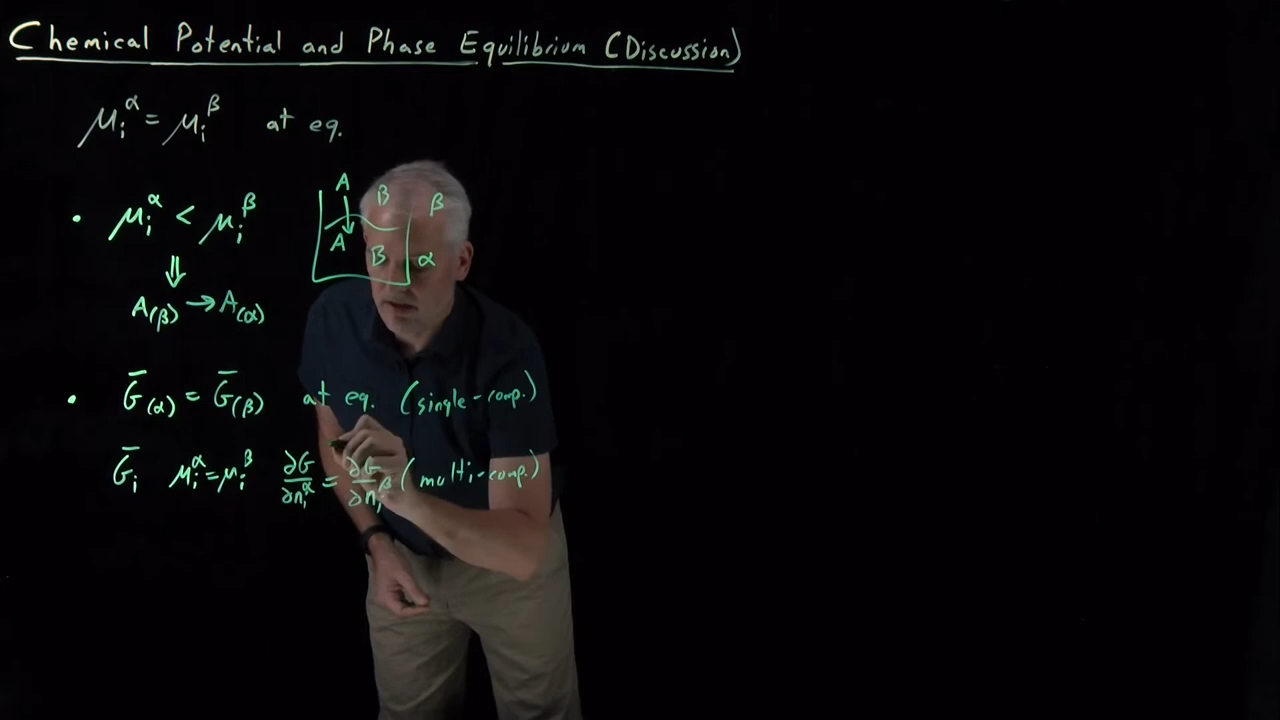 Chemical Potential and Phase Equilibrium (Discussion)
μᵢ^α = μᵢ^β at eq.
• μᵢ^α < μᵢ^β
A B β
A B α
⇓
A(β) → A(α)
• G̅(α) = G̅(β) at eq. (single-comp.)
G̅ᵢ μᵢ^α = μᵢ^β ∂G/∂nᵢ^α = ∂G/∂nᵢ^β (multi-comp.)